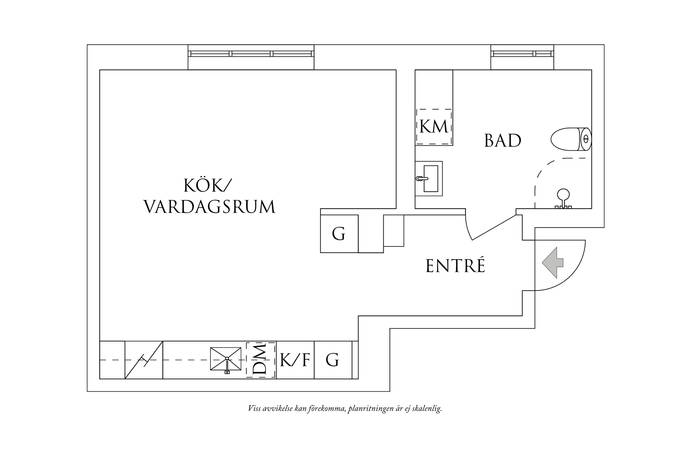 KM
BAD
KÖK/
VARDAGSRUM
G
ENTRÉ
DM
K/F
G
Viss avvikelse kan förekomma, planritningen är ej skalenlig.